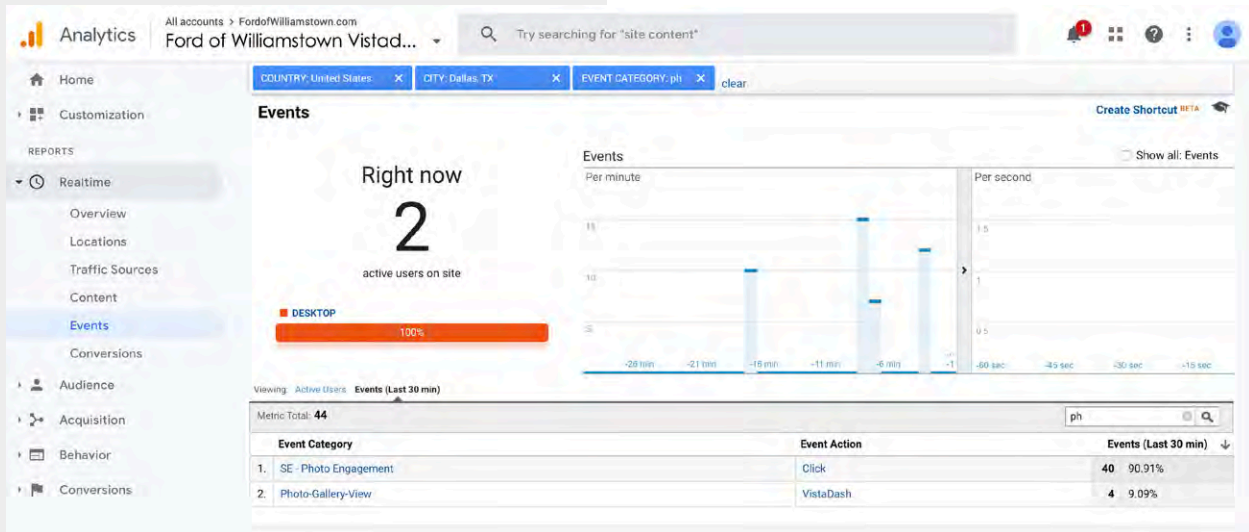 All accounts > FordofWilliamstown.com
Analytics
Ford of Williamstown Vistad...
Try searching for "site content"
1
Home
Customization
REPORTS
Realtime
Overview
Locations
Traffic Sources
Content
Events
Conversions
Audience
Acquisition
Behavior
Conversions
COUNTRY: United States X
CITY: Dallas, TX X
EVENT CATEGORY: ph X
clear
Events
Create Shortcut BETA
Right now
2
active users on site
DESKTOP
100%
Events
Show all: Events
Per minute
Per second
15
10
5
-26 min
-21 min
-16 min
-11 min
-6 min
-1
1.5
1
0.5
-60 sec
-45 sec
-30 sec
-15 sec
Viewing: Active Users Events (Last 30 min)
Metric Total: 44
ph
Event Category Event Action Events (Last 30 min)
1. SE - Photo Engagement Click 40 90.91%
2. Photo-Gallery-View VistaDash 4 9.09%